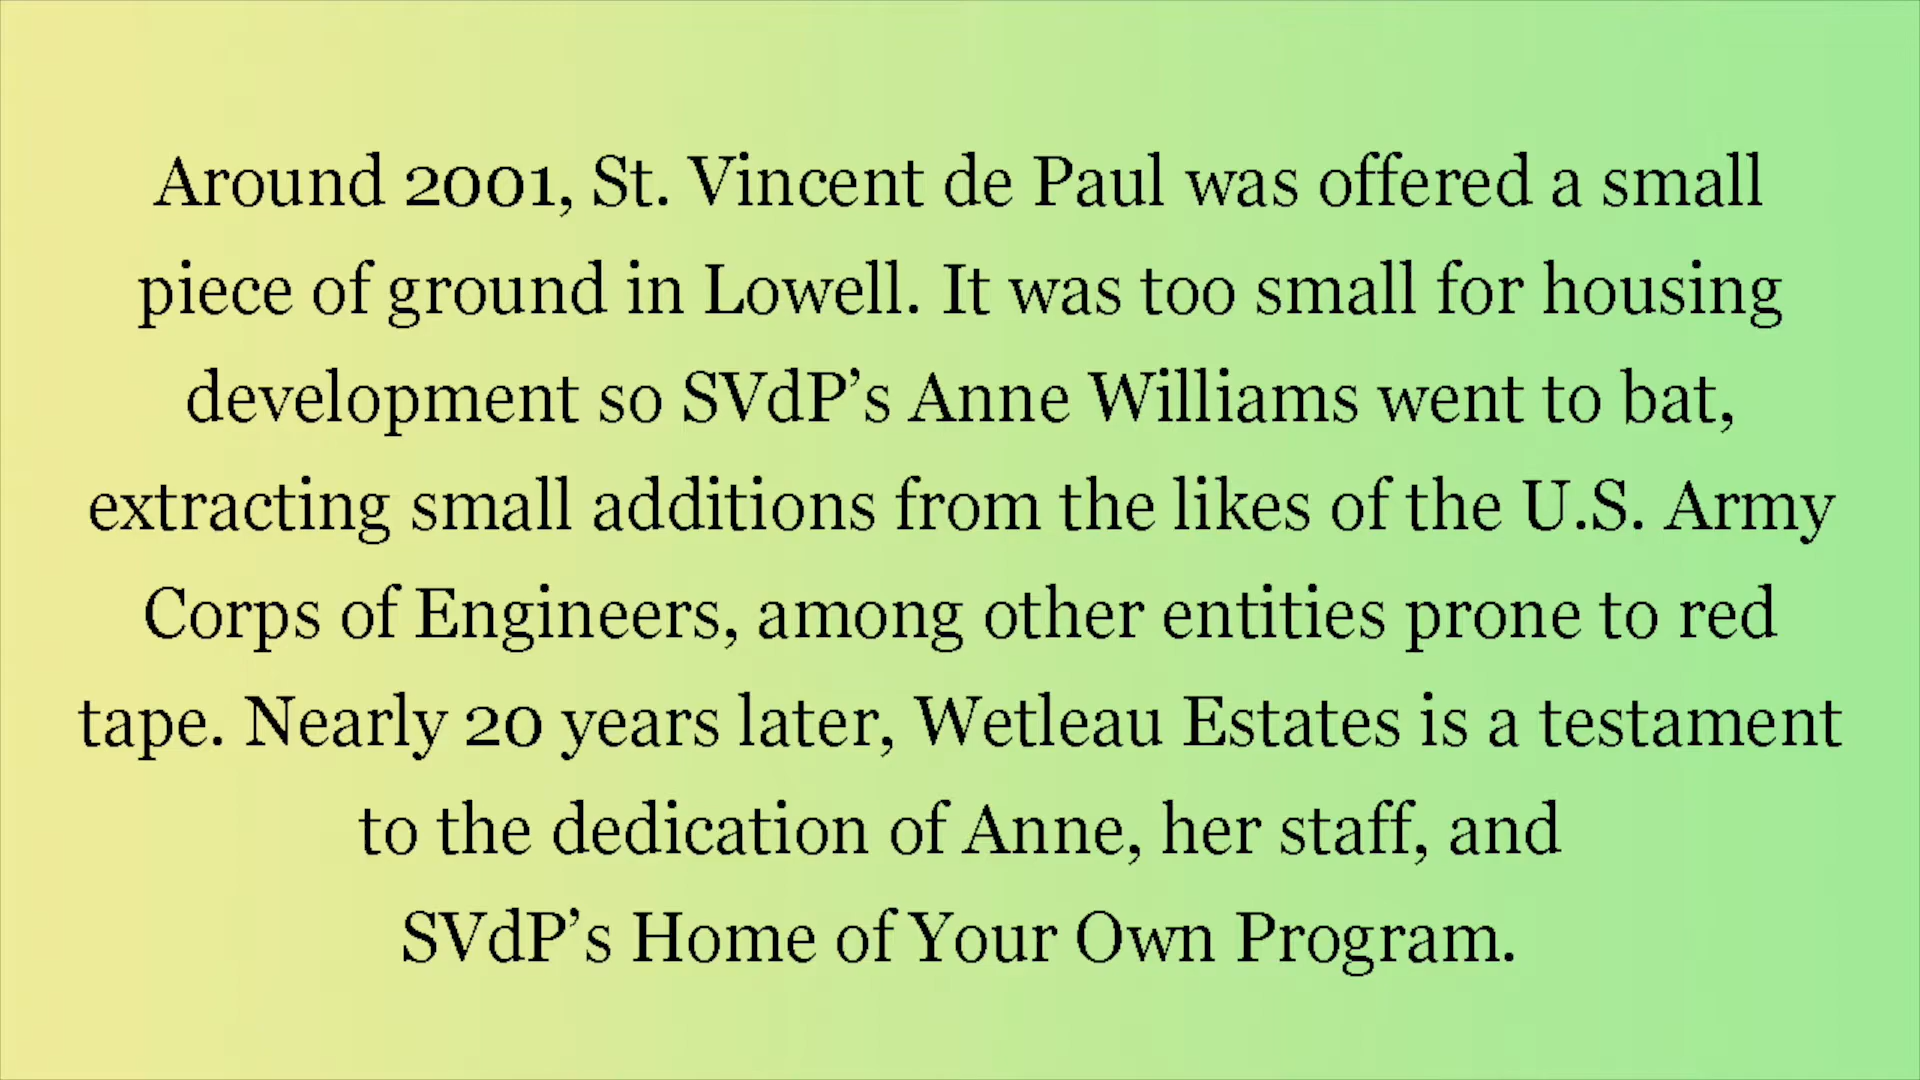 Around 2001, St. Vincent de Paul was offered a small
piece of ground in Lowell. It was too small for housing
development so SVdP’s Anne Williams went to bat,
extracting small additions from the likes of the U.S. Army
Corps of Engineers, among other entities prone to red
tape. Nearly 20 years later, Wetleau Estates is a testament
to the dedication of Anne, her staff, and
SVdP’s Home of Your Own Program.